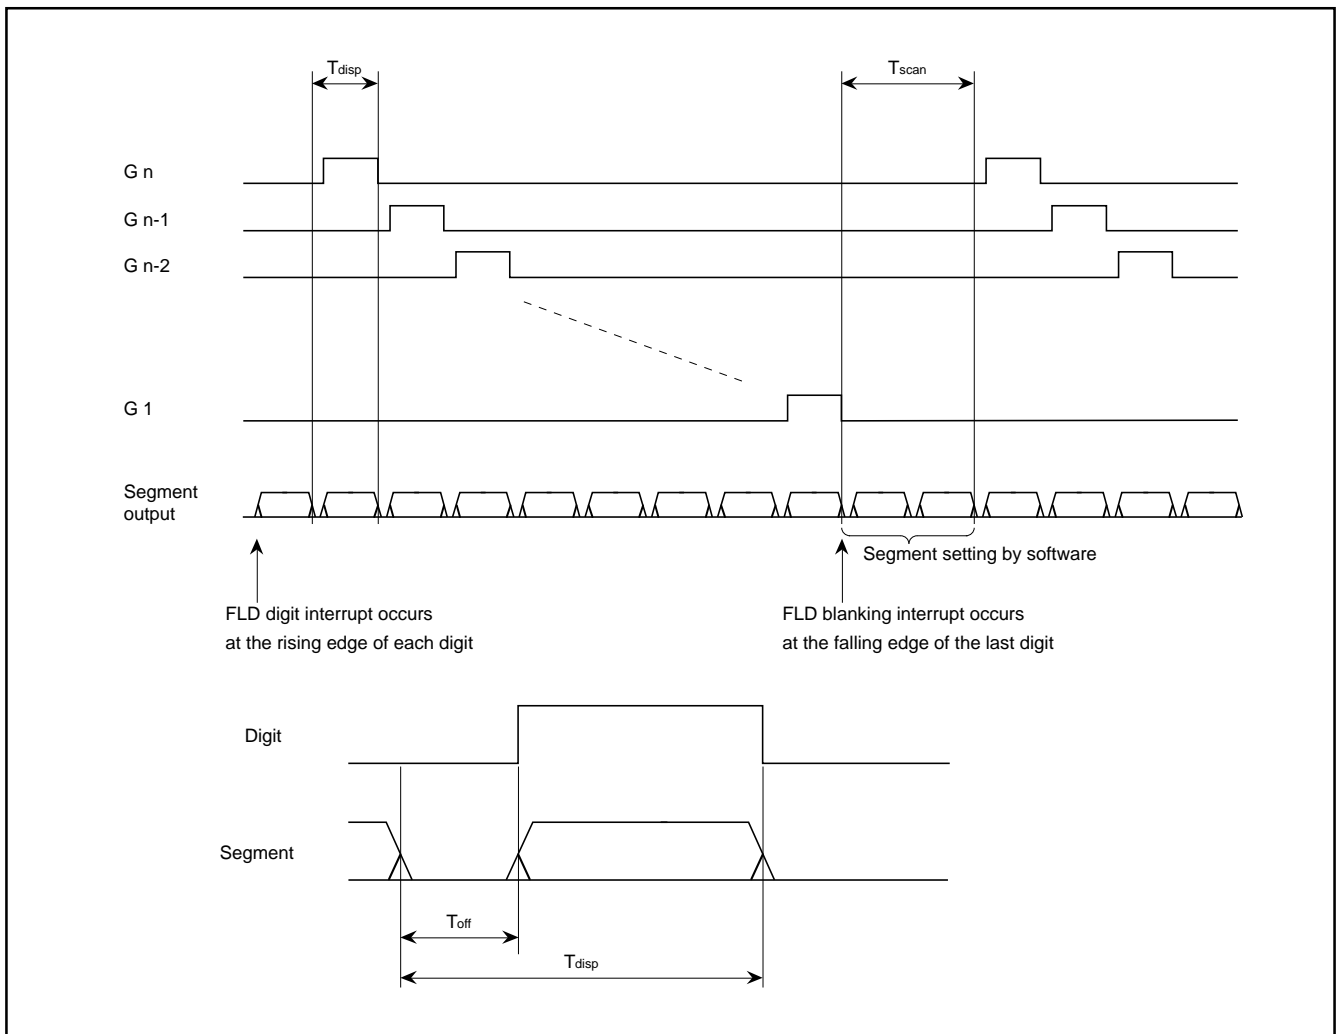 Tdisp
Tscan
G n
G n-1
G n-2
G 1
Segment
output
Segment setting by software
FLD digit interrupt occurs
at the rising edge of each digit
FLD blanking interrupt occurs
at the falling edge of the last digit
Digit
Segment
Toff
Tdisp